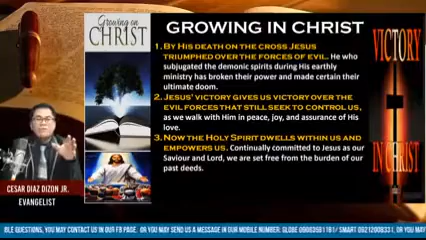 GROWING IN CHRIST
Growing on
CHRIST
1. BY HIS DEATH ON THE CROSS JESUS
TRIUMPHED OVER THE FORCES OF EVIL. He who
subjugated the demonic spirits during His earthly
ministry has broken their power and made certain their
ultimate doom.
2. JESUS' VICTORY GIVES US VICTORY OVER THE
EVIL FORCES THAT STILL SEEK TO CONTROL US,
as we walk with Him in peace, joy, and assurance of His
love.
3. NOW THE HOLY SPIRIT DWELLS WITHIN US AND
EMPOWERS US. Continually committed to Jesus as our
Saviour and Lord, we are set free from the burden of our
past deeds.
VICTORY
IN CHRIST
CESAR DIAZ DIZON JR.
EVANGELIST
BLE QUESTIONS, YOU MAY CONTACT US IN OUR FB PAGE. OR YOU MAY SEND US A MESSAGE IN OUR MOBILE NUMBER: GLOBE